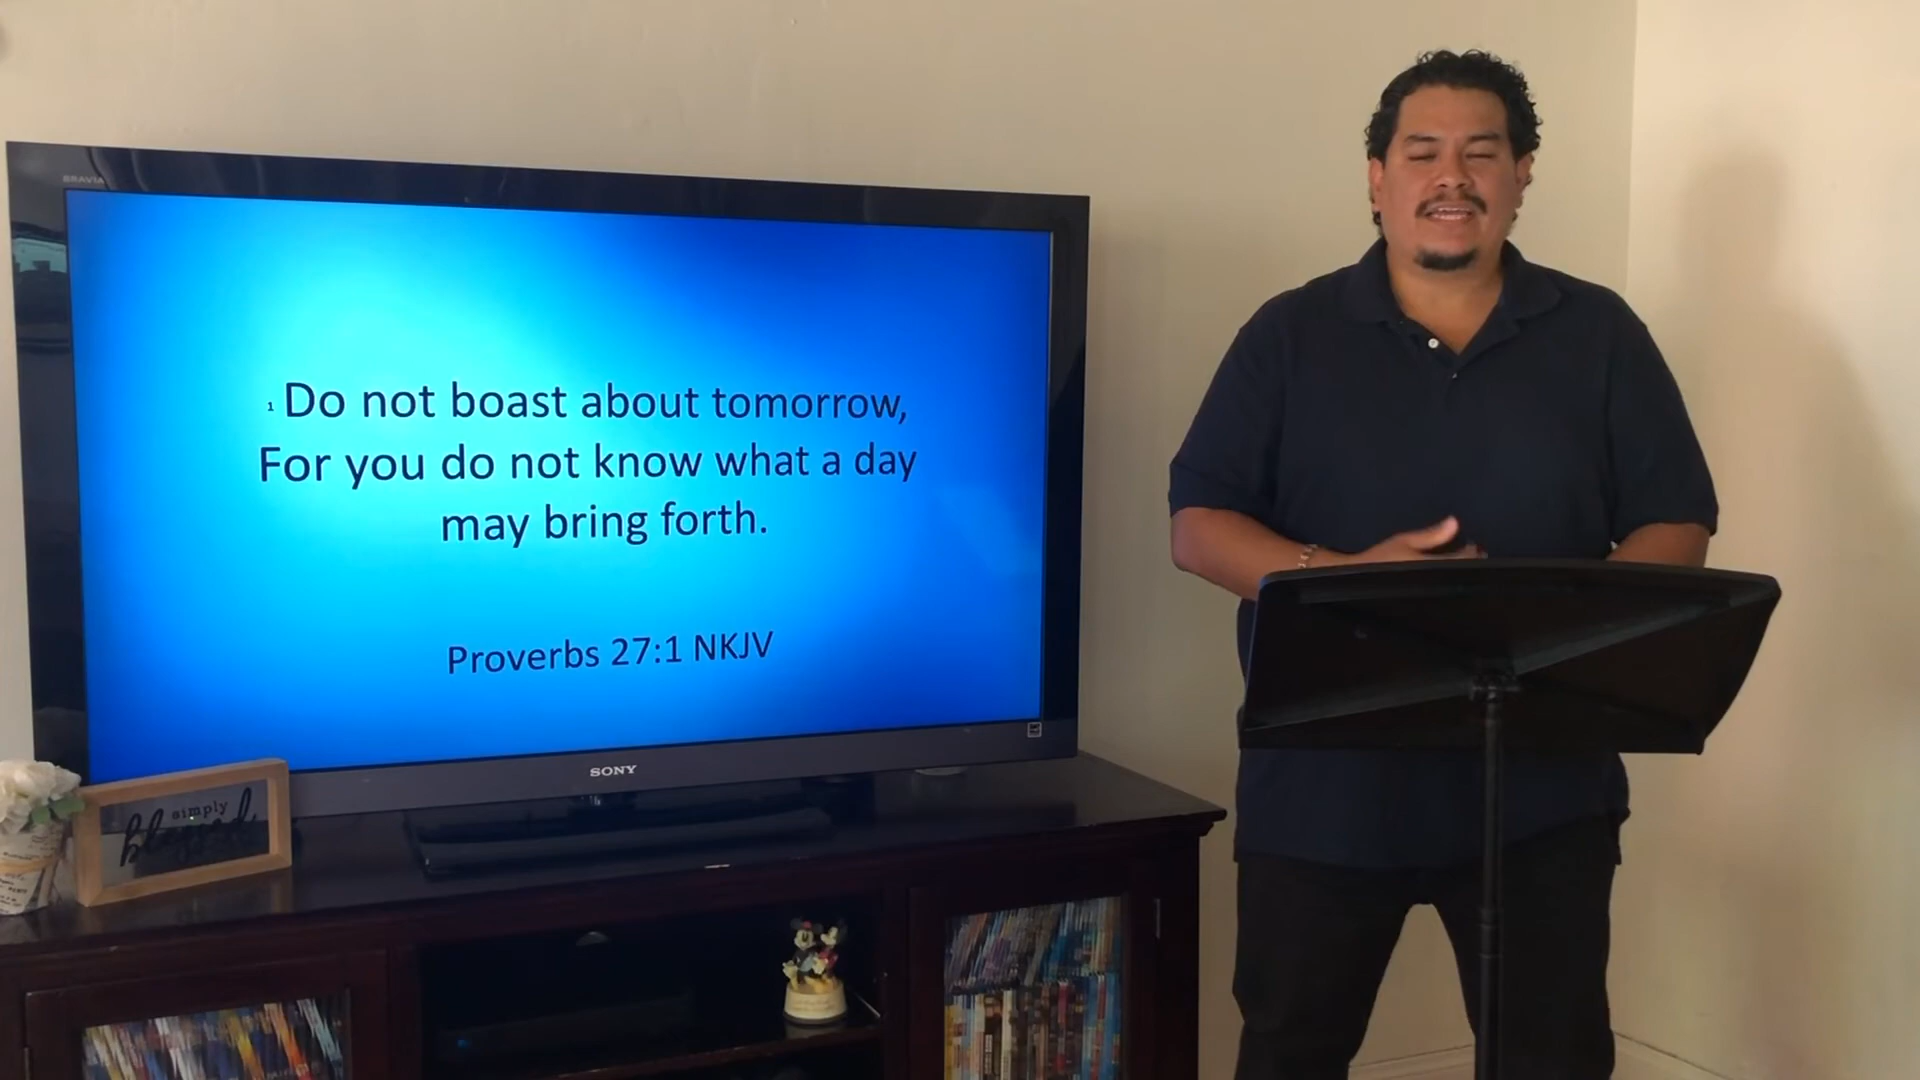 BRAVIA
1 Do not boast about tomorrow,
For you do not know what a day
may bring forth.
Proverbs 27:1 NKJV
SONY
simply
blessed